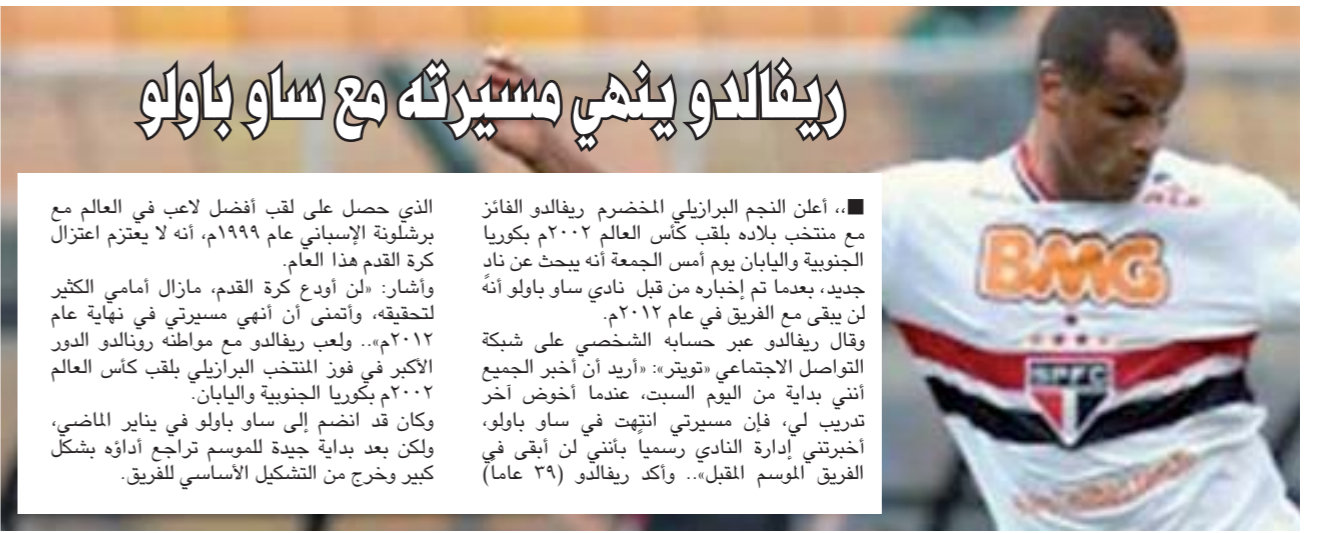 ريفالدو ينهي مسيرته مع ساو باولو
■،، أعلن النجم البرازيلي المخضرم ريفالدو الفائز
مع منتخب بلاده بلقب كأس العالم ٢٠٠٢م بكوريا
الجنوبية واليابان يوم أمس الجمعة أنه يبحث عن نادٍ
جديد، بعدما تم إخباره من قبل نادي ساو باولو أنه
لن يبقى مع الفريق في عام ٢٠١٢م.
وقال ريفالدو عبر حسابه الشخصي على شبكة
التواصل الاجتماعي «تويتر»: «أريد أن أخبر الجميع
أنني بداية من اليوم السبت، عندما أخوض آخر
تدريب لي، فإن مسيرتي انتهت في ساو باولو،
أخبرتني إدارة النادي رسمياً بأنني لن أبقى في
الفريق الموسم المقبل».. وأكد ريفالدو (٣٩ عاماً)
الذي حصل على لقب أفضل لاعب في العالم مع
برشلونة الإسباني عام ١٩٩٩م، أنه لا يعتزم اعتزال
كرة القدم هذا العام.
وأشار: «لن أودع كرة القدم، مازال أمامي الكثير
لتحقيقه، وأتمنى أن أنهي مسيرتي في نهاية عام
٢٠١٢م».. ولعب ريفالدو مع مواطنه رونالدو الدور
الأكبر في فوز المنتخب البرازيلي بلقب كأس العالم
٢٠٠٢م بكوريا الجنوبية واليابان.
وكان قد انضم إلى ساو باولو في يناير الماضي،
ولكن بعد بداية جيدة للموسم تراجع أداؤه بشكل
كبير وخرج من التشكيل الأساسي للفريق.
BMG
SPFC